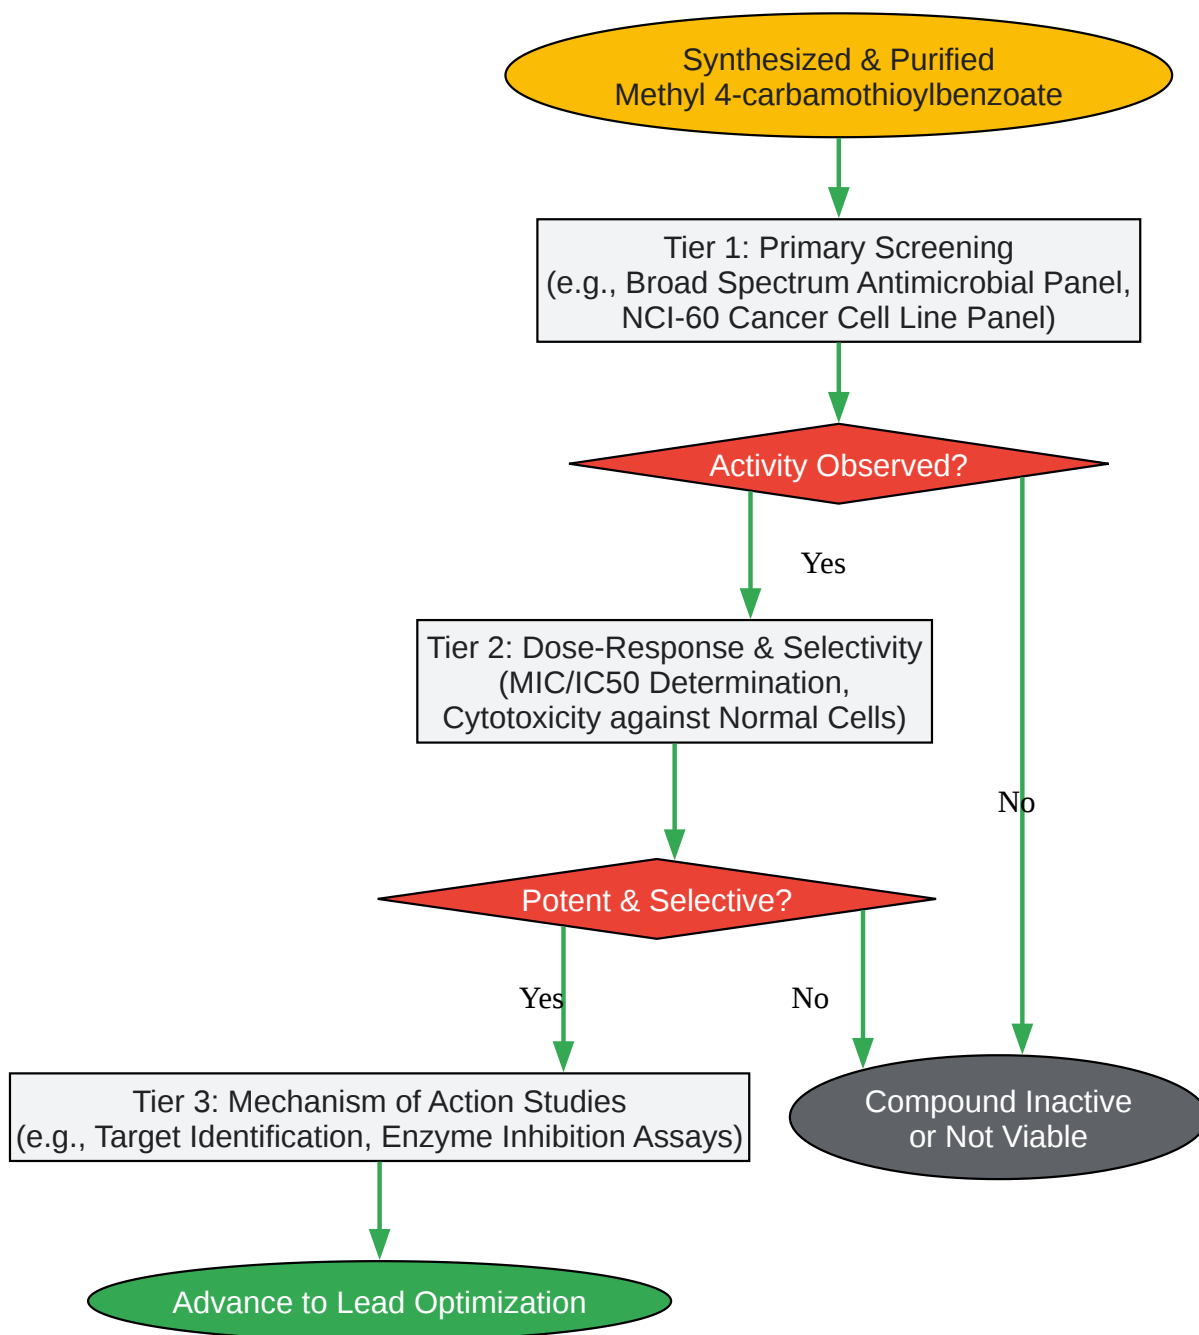 Synthesized & Purified
Methyl 4-carbamothioylbenzoate
Tier 1: Primary Screening
(e.g., Broad Spectrum Antimicrobial Panel,
NCI-60 Cancer Cell Line Panel)
Activity Observed?
Yes
Tier 2: Dose-Response & Selectivity
(MIC/IC50 Determination,
Cytotoxicity against Normal Cells)
No
Potent & Selective?
Yes
No
Tier 3: Mechanism of Action Studies
(e.g., Target Identification, Enzyme Inhibition Assays)
Compound Inactive
or Not Viable
Advance to Lead Optimization